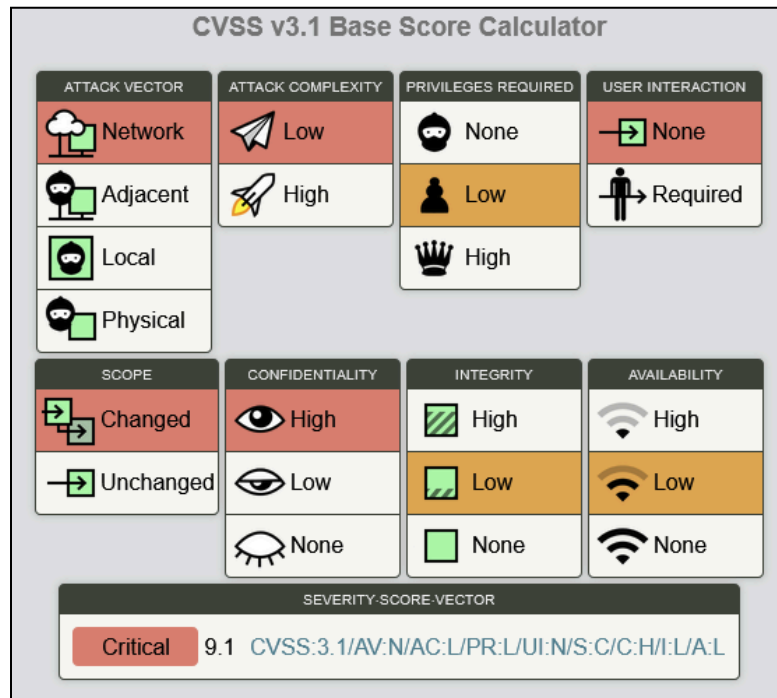 CVSS v3.1 Base Score Calculator
ATTACK VECTOR
Network
Adjacent
Local
Physical
ATTACK COMPLEXITY
Low
High
PRIVILEGES REQUIRED
None
Low
High
USER INTERACTION
None
Required
SCOPE
Changed
Unchanged
CONFIDENTIALITY
High
Low
None
INTEGRITY
High
Low
None
AVAILABILITY
High
Low
None
SEVERITY·SCORE·VECTOR
Critical 9.1 CVSS:3.1/AV:N/AC:L/PR:L/UI:N/S:C/C:H/I:L/A:L